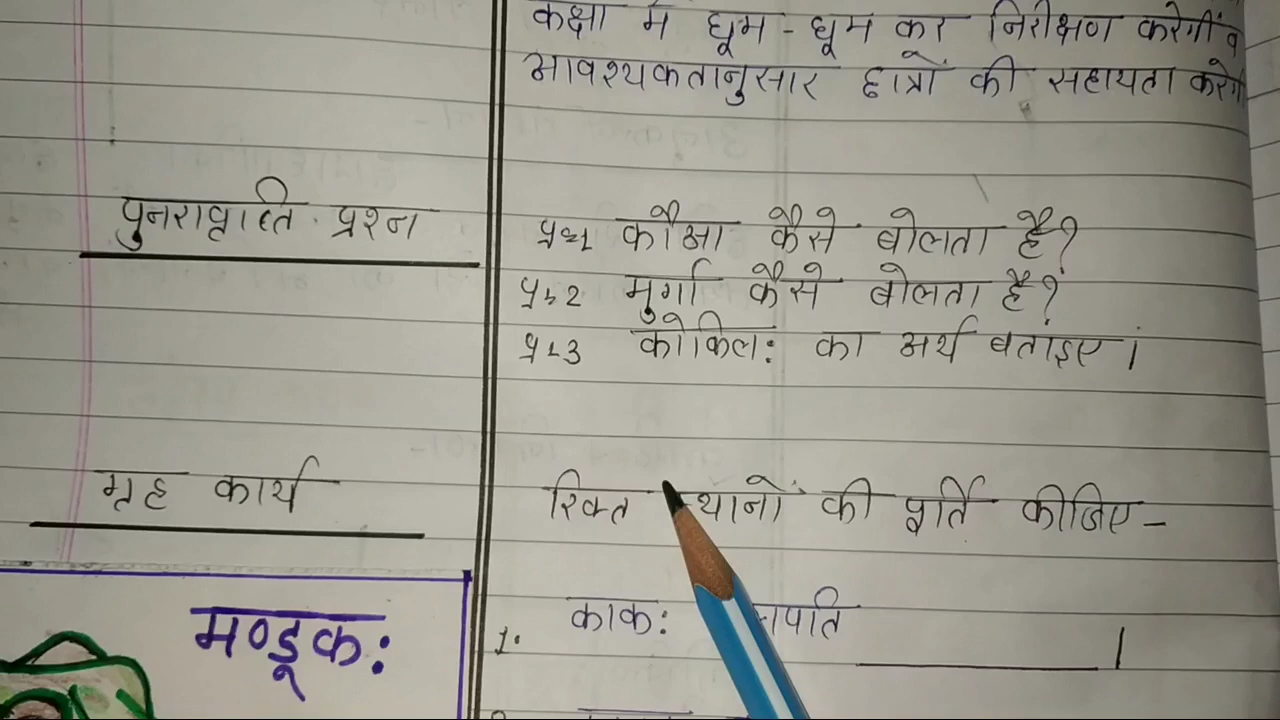 कक्षा में घूम-घूम कर निरीक्षण करेंगी व
आवश्यकतानुसार छात्रों की सहायता करेगी
पुनरावृत्ति प्रश्न
प्र॰1 कौआ कैसे बोलता है?
प्र॰2 मुर्गा कैसे बोलता है?
प्र॰3 कोकिल: का अर्थ बताइए।
गृह कार्य
रिक्त स्थानों की पूर्ति कीजिए-
1. काक: ______।
मण्डूक: